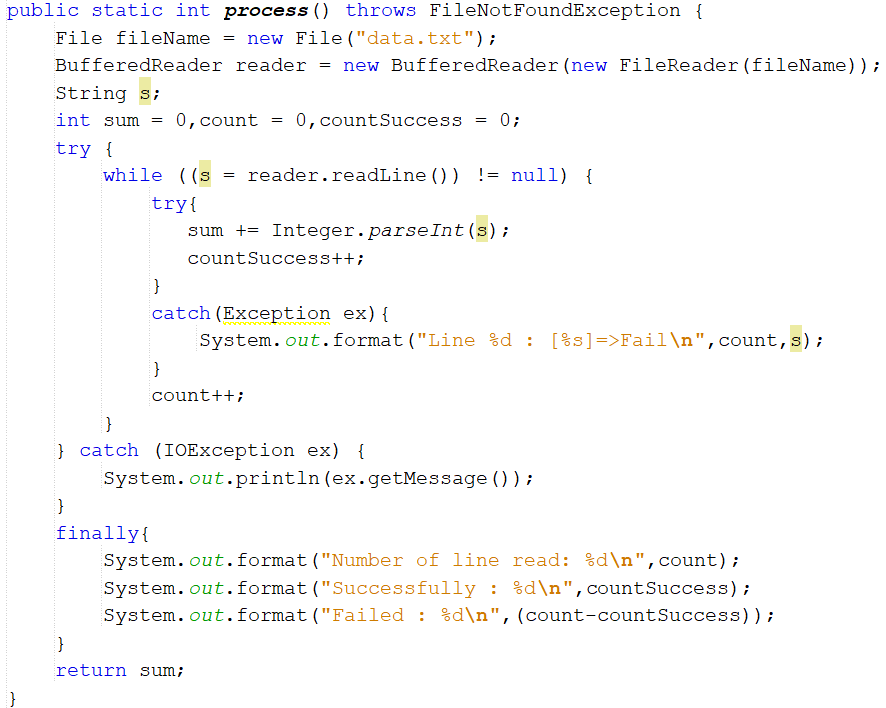 public static int process() throws FileNotFoundException {
    File fileName = new File("data.txt");
    BufferedReader reader = new BufferedReader(new FileReader(fileName));
    String s;
    int sum = 0,count = 0,countSuccess = 0;
    try {
        while ((s = reader.readLine()) != null) {
            try{
               sum += Integer.parseInt(s);
               countSuccess++;
            }
            catch(Exception ex){
                System.out.format("Line %d : [%s]=>Fail\n",count,s);
            }
            count++;
        }
    } catch (IOException ex) {
        System.out.println(ex.getMessage());
    }
    finally{
        System.out.format("Number of line read: %d\n",count);
        System.out.format("Successfully : %d\n",countSuccess);
        System.out.format("Failed : %d\n",(count-countSuccess));
    }
    return sum;
}